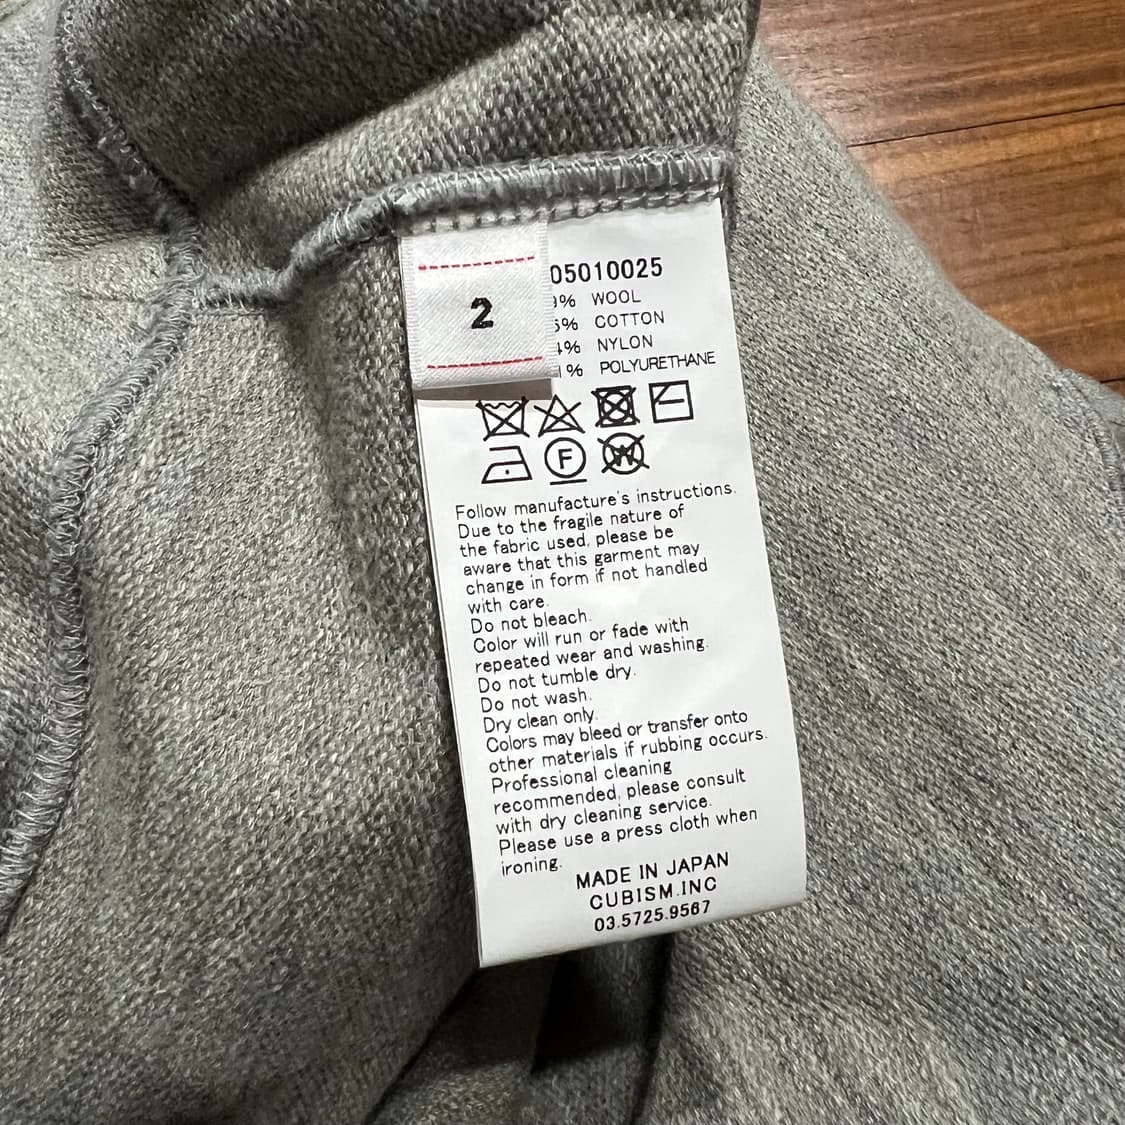 2
05010025
% WOOL
% COTTON
% NYLON
1% POLYURETHANE
F
W
Follow manufacture's instructions.
Due to the fragile nature of
the fabric used, please be
aware that this garment may
change in form if not handled
with care.
Do not bleach.
Color will run or fade with
repeated wear and washing.
Do not tumble dry.
Do not wash.
Dry clean only.
Colors may bleed or transfer onto
other materials if rubbing occurs.
Professional cleaning
recommended, please consult
with dry cleaning service.
Please use a press cloth when
ironing.
MADE IN JAPAN
CUBISM.INC
03.5725.9567